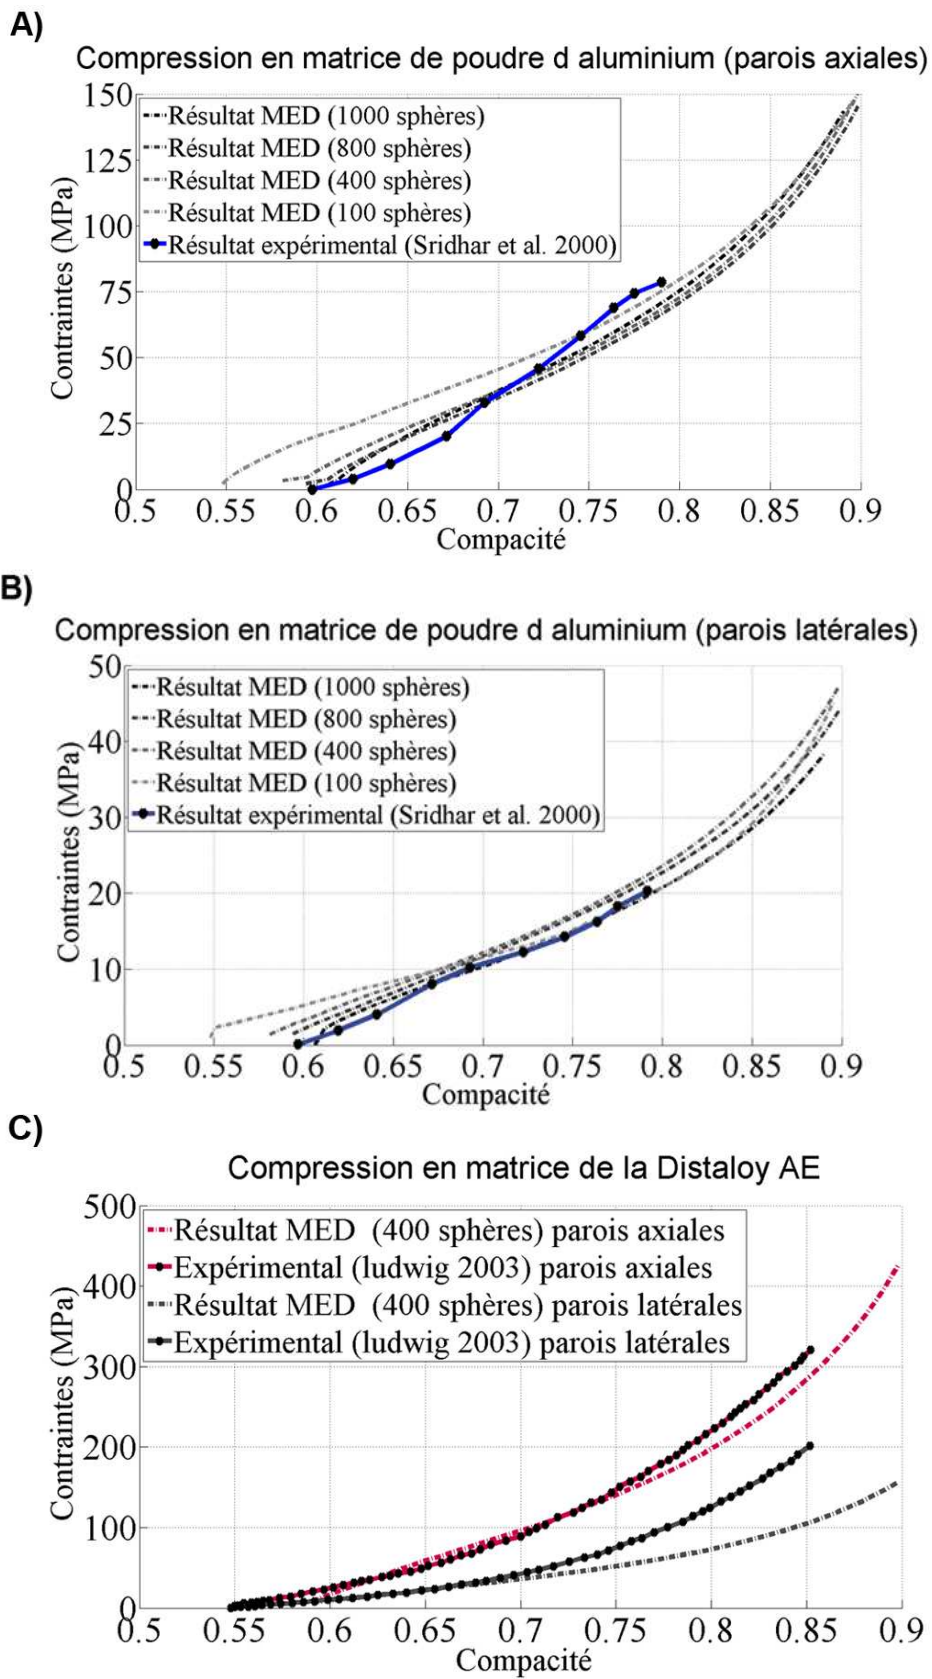 A)
Compression en matrice de poudre d aluminium (parois axiales)
150
125
100
75
50
25
0
Contraintes (MPa)
Résultat MED (1000 sphères)
Résultat MED (800 sphères)
Résultat MED (400 sphères)
Résultat MED (100 sphères)
Résultat expérimental (Sridhar et al. 2000)
0.5 0.55 0.6 0.65 0.7 0.75 0.8 0.85 0.9
Compacité
B)
Compression en matrice de poudre d aluminium (parois latérales)
50
40
30
20
10
0
Contraintes (MPa)
Résultat MED (1000 sphères)
Résultat MED (800 sphères)
Résultat MED (400 sphères)
Résultat MED (100 sphères)
Résultat expérimental (Sridhar et al. 2000)
0.5 0.55 0.6 0.65 0.7 0.75 0.8 0.85 0.9
Compacité
C)
Compression en matrice de la Distaloy AE
500
400
300
200
100
0
Contraintes (MPa)
Résultat MED (400 sphères) parois axiales
Expérimental (ludwig 2003) parois axiales
Résultat MED (400 sphères) parois latérales
Expérimental (ludwig 2003) parois latérales
0.5 0.55 0.6 0.65 0.7 0.75 0.8 0.85 0.9
Compacité